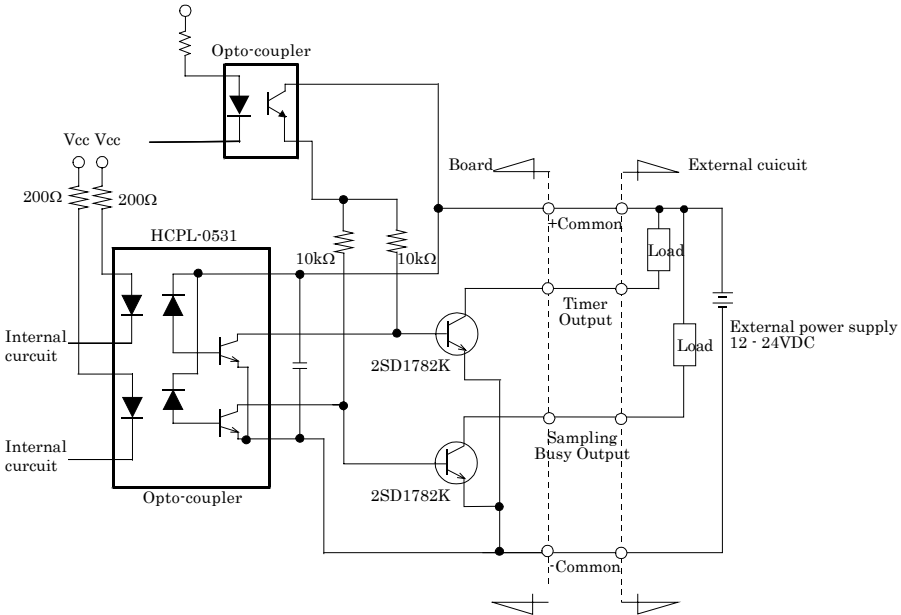 Opto-coupler
Vcc Vcc
Board
External cuicuit
200Ω
200Ω
+Common
HCPL-0531
10kΩ
10kΩ
Load
Timer
Output
Internal
curcuit
External power supply
12 - 24VDC
Load
2SD1782K
Internal
curcuit
Sampling
Busy Output
Opto-coupler
2SD1782K
-Common